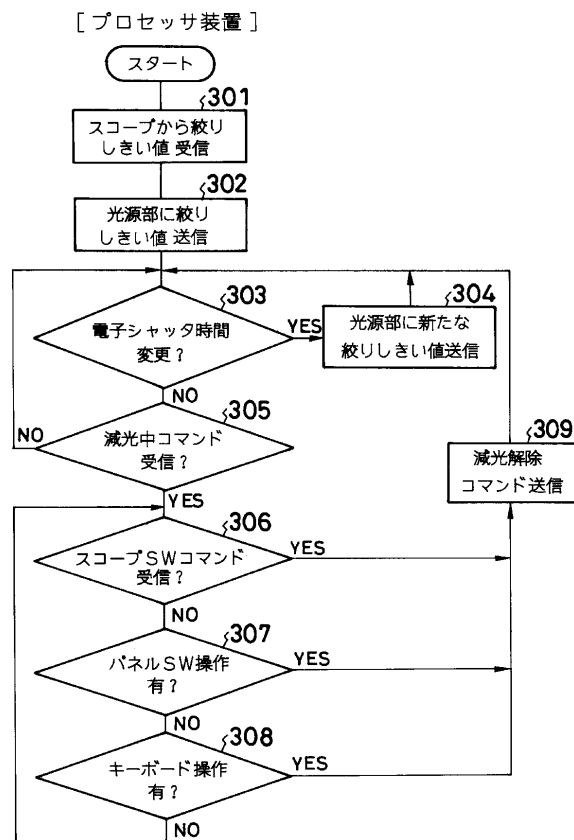 [プロセッサ装置]
スタート
301
スコープから絞り
しきい値 受信
302
光源部に絞り
しきい値 送信
303
電子シャッタ時間
変更?
YES
304
光源部に新たな
絞りしきい値送信
NO
305
減光中コマンド
受信?
NO
YES
309
減光解除
コマンド送信
306
スコープSWコマンド
受信?
YES
NO
307
パネルSW操作
有?
YES
NO
308
キーボード操作
有?
YES
NO